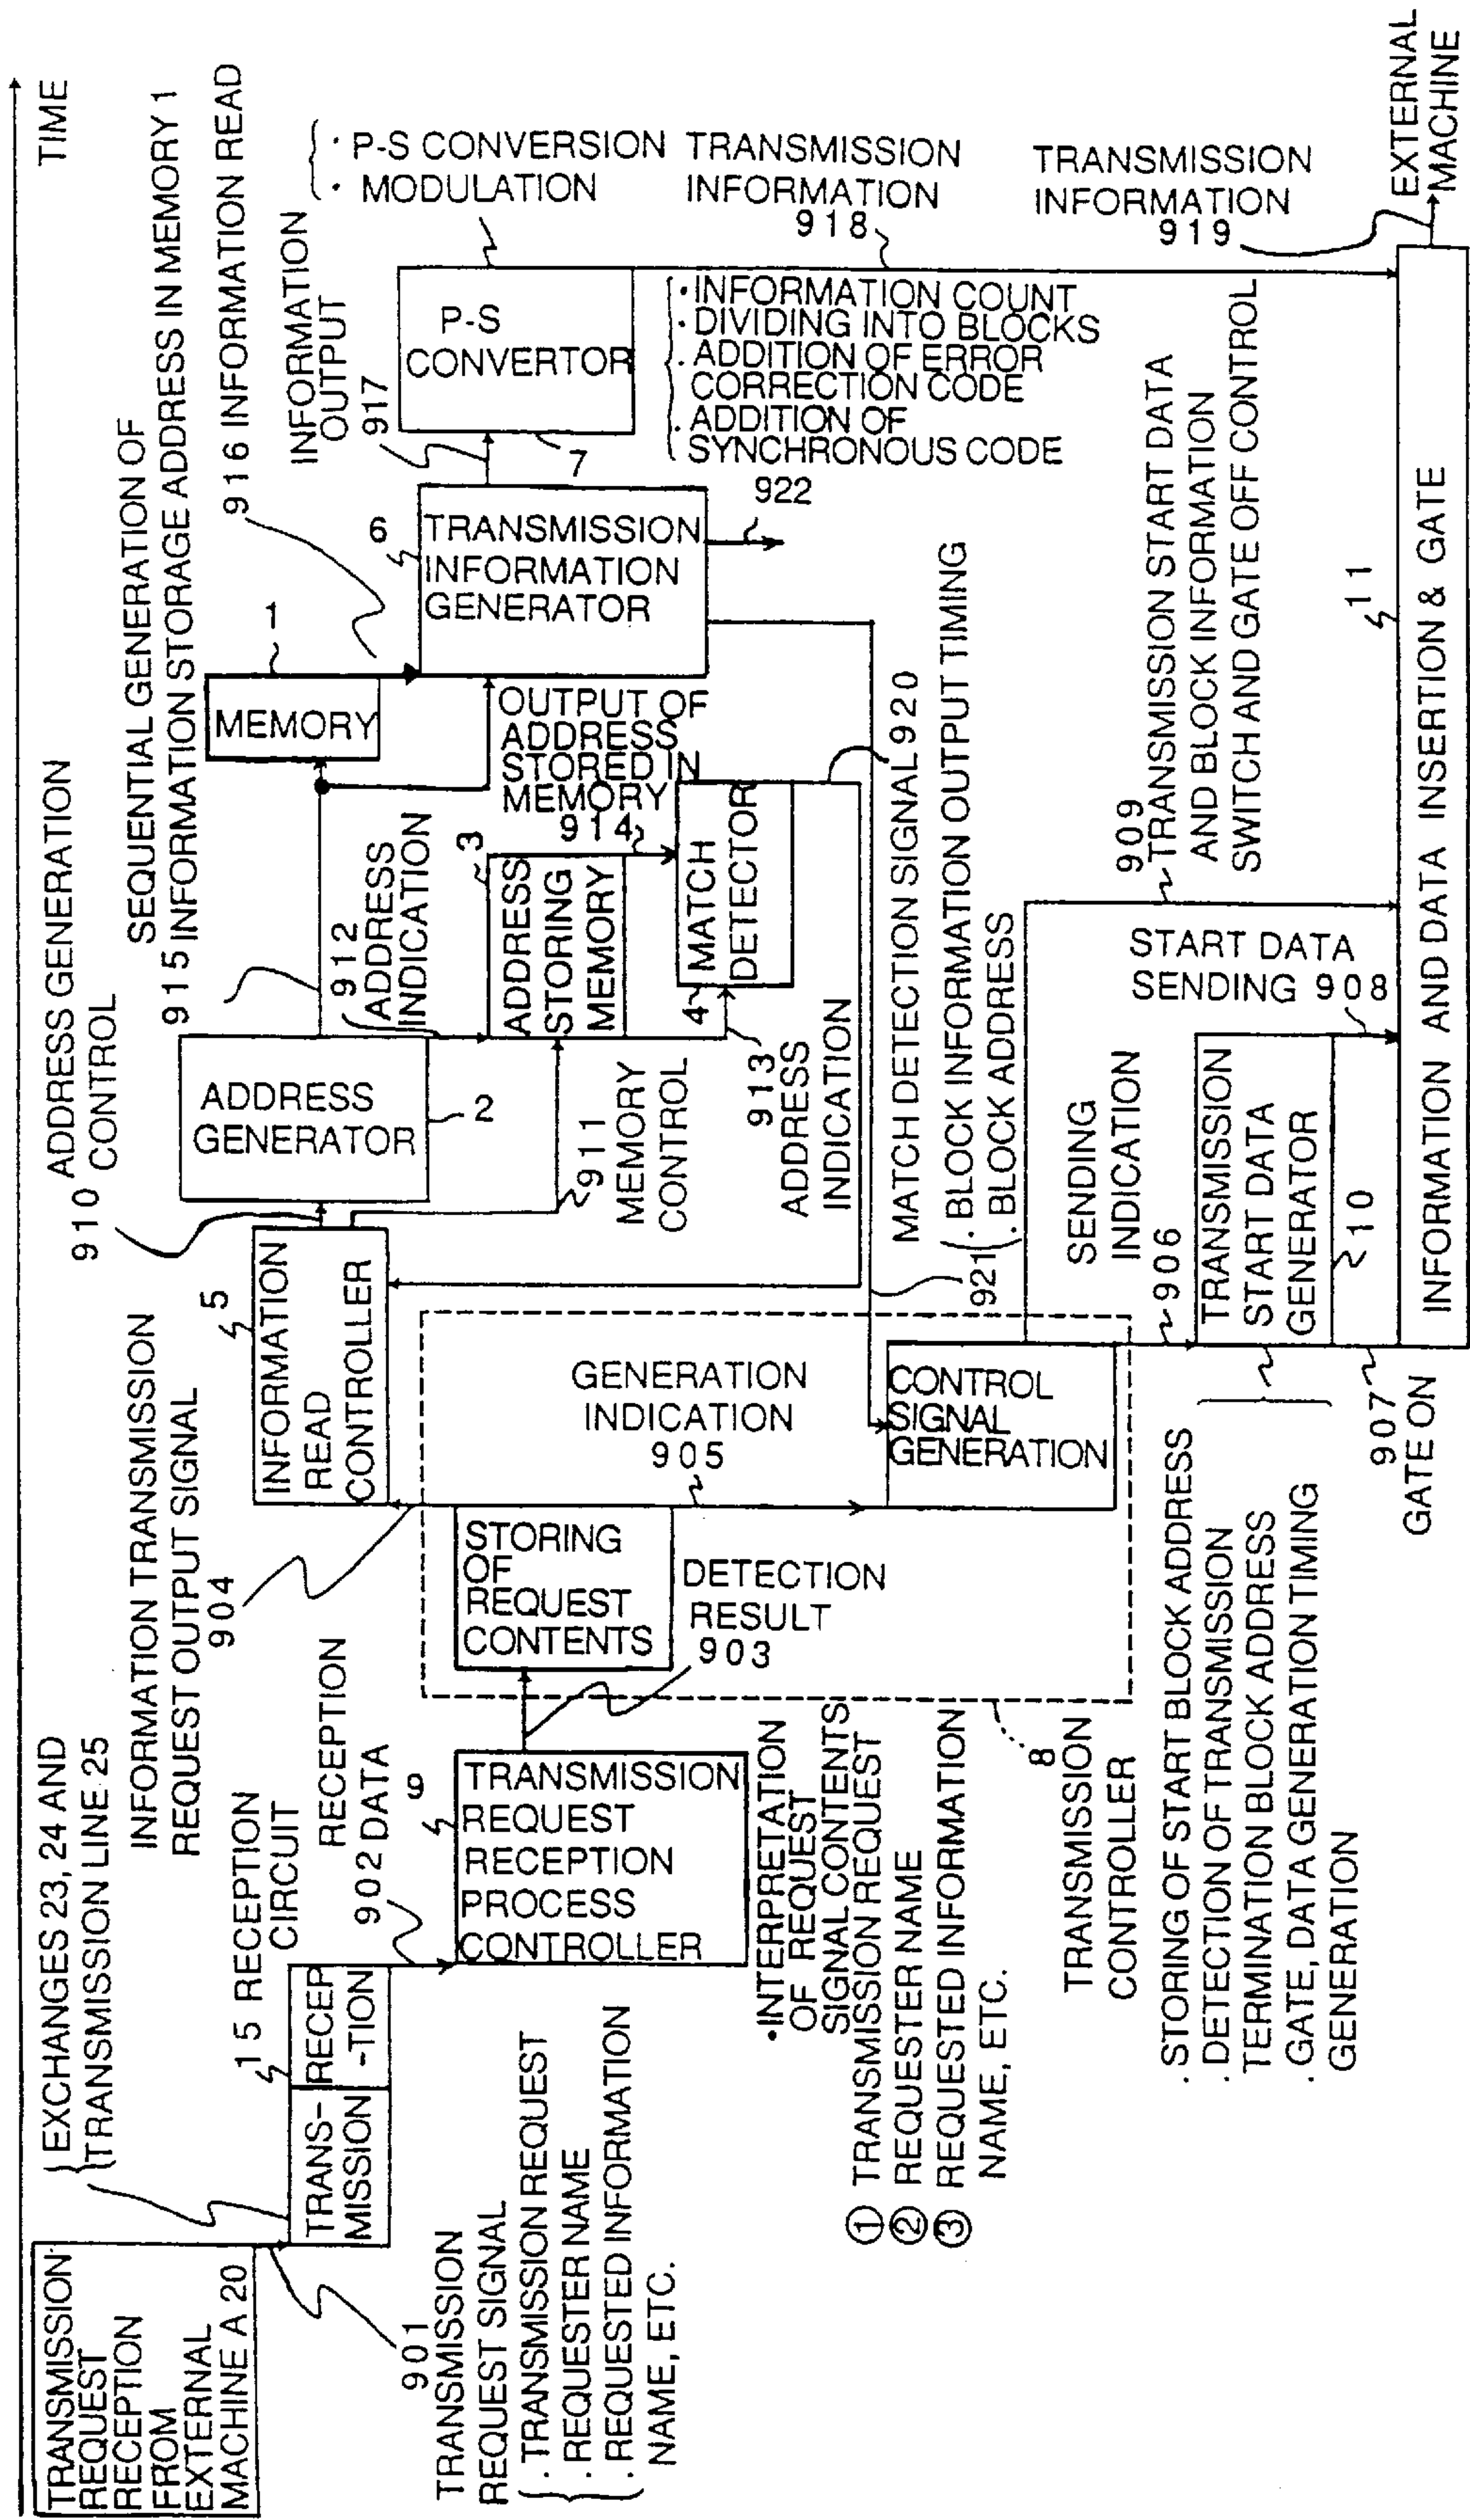 TIME
TRANSMISSION
REQUEST
RECEPTION
FROM
EXTERNAL
MACHINE A 20
EXCHANGES 23, 24 AND
TRANSMISSION LINE 25
901
TRANSMISSION
REQUEST SIGNAL
. TRANSMISSION REQUEST
. REQUESTER NAME
. REQUESTED INFORMATION
NAME, ETC.
TRANS-
MISSION
RECEP
-TION
15 RECEPTION
CIRCUIT
RECEPTION
902 DATA
9
TRANSMISSION
REQUEST
RECEPTION
PROCESS
CONTROLLER
·INTERPRETATION
OF REQUEST
SIGNAL CONTENTS
① TRANSMISSION REQUEST
② REQUESTER NAME
③ REQUESTED INFORMATION
NAME, ETC.
INFORMATION TRANSMISSION
REQUEST OUTPUT SIGNAL
904
STORING
OF
REQUEST
CONTENTS
DETECTION
RESULT
903
8
TRANSMISSION
CONTROLLER
GENERATION
INDICATION
905
CONTROL
SIGNAL
GENERATION
. STORING OF START BLOCK ADDRESS
. DETECTION OF TRANSMISSION
TERMINATION BLOCK ADDRESS
. GATE, DATA GENERATION TIMING
GENERATION
5
INFORMATION
READ
CONTROLLER
910 ADDRESS GENERATION
CONTROL
ADDRESS
GENERATOR
2
911
MEMORY
CONTROL
912
ADDRESS
INDICATION
3
ADDRESS
STORING
MEMORY
913
ADDRESS
INDICATION
4
MATCH
DETECTOR
OUTPUT OF
ADDRESS
STORED IN
MEMORY
914
SEQUENTIAL GENERATION OF
915 INFORMATION STORAGE ADDRESS IN MEMORY 1
MEMORY
1
916 INFORMATION READ
6
TRANSMISSION
INFORMATION
GENERATOR
922
INFORMATION
OUTPUT
917
P-S
CONVERTOR
7
· P-S CONVERSION
· MODULATION
TRANSMISSION
INFORMATION
918
TRANSMISSION
INFORMATION
919
EXTERNAL
MACHINE
· INFORMATION COUNT
· DIVIDING INTO BLOCKS
. ADDITION OF ERROR
CORRECTION CODE
. ADDITION OF
SYNCHRONOUS CODE
MATCH DETECTION SIGNAL 920
921
. BLOCK INFORMATION OUTPUT TIMING
. BLOCK ADDRESS
SENDING
INDICATION
906
TRANSMISSION
START DATA
GENERATOR
10
907
GATE ON
START DATA
SENDING 908
909
TRANSMISSION START DATA
AND BLOCK INFORMATION
SWITCH AND GATE OFF CONTROL
11
INFORMATION AND DATA INSERTION & GATE